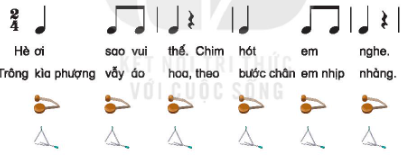 2
4
Hè ơi sao vui thế. Chim hót em nghe.
Trông kìa phượng vẫy áo hoa, theo bước chân em nhịp nhàng.
KẾT NỐI TRI THỨC
VỚI CUỘC SỐNG